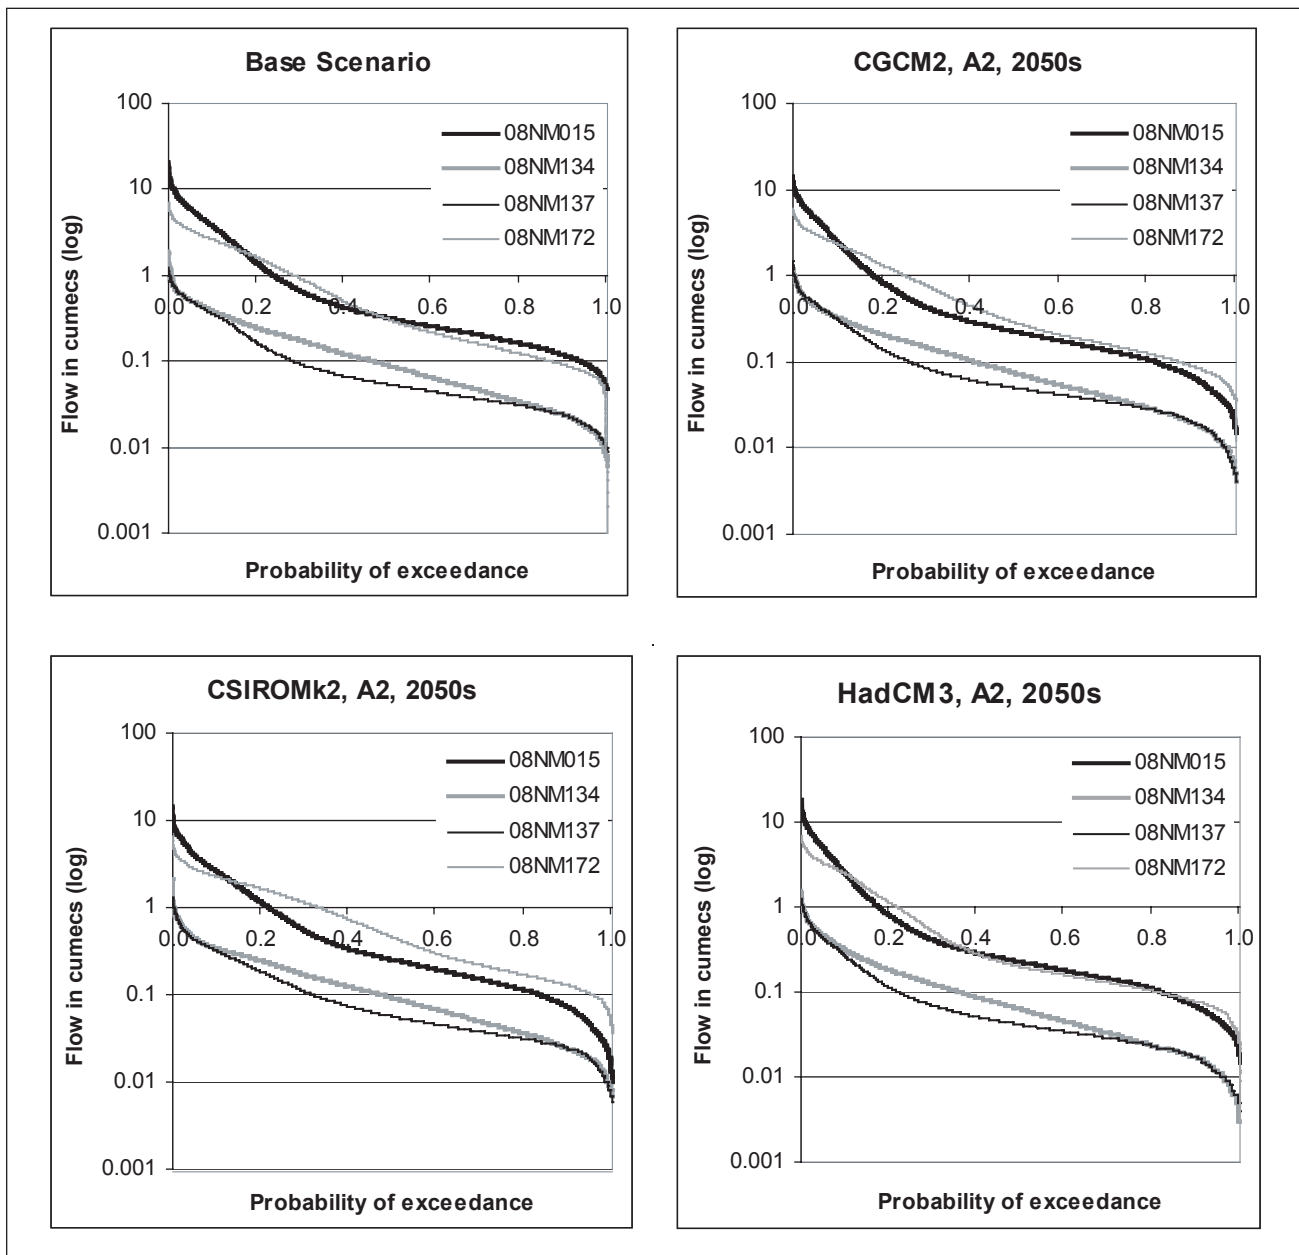 Base Scenario
Flow in cumecs (log)
100
10
1
0.1
0.01
0.001
08NM015
08NM134
08NM137
08NM172
0.0 0.2 0.4 0.6 0.8 1.0
Probability of exceedance
CGCM2, A2, 2050s
Flow in cumecs (log)
100
10
1
0.1
0.01
0.001
08NM015
08NM134
08NM137
08NM172
0.0 0.2 0.4 0.6 0.8 1.0
Probability of exceedance
CSIROMk2, A2, 2050s
Flow in cumecs (log)
100
10
1
0.1
0.01
0.001
08NM015
08NM134
08NM137
08NM172
0.0 0.2 0.4 0.6 0.8 1.0
Probability of exceedance
HadCM3, A2, 2050s
Flow in cumecs (log)
100
10
1
0.1
0.01
0.001
08NM015
08NM134
08NM137
08NM172
0.0 0.2 0.4 0.6 0.8 1.0
Probability of exceedance